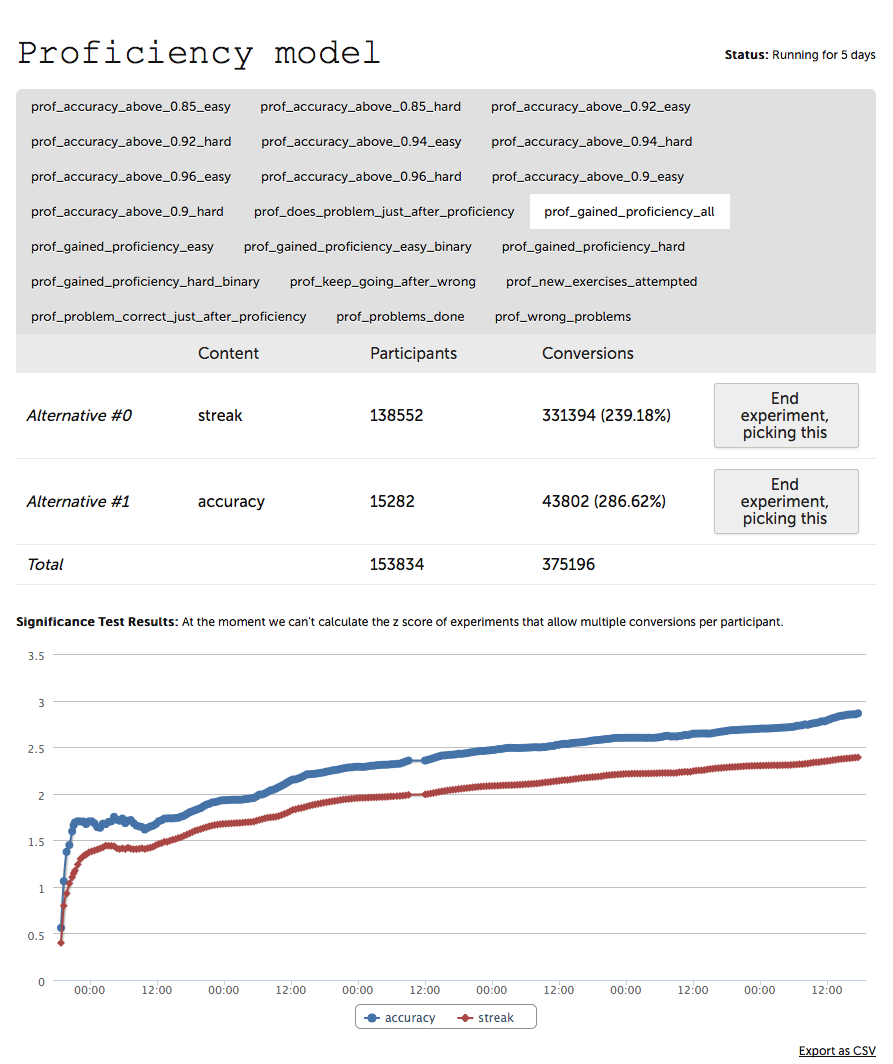 Proficiency model
Status: Running for 5 days
prof_accuracy_above_0.85_easy prof_accuracy_above_0.85_hard prof_accuracy_above_0.92_easy
prof_accuracy_above_0.92_hard prof_accuracy_above_0.94_easy prof_accuracy_above_0.94_hard
prof_accuracy_above_0.96_easy prof_accuracy_above_0.96_hard prof_accuracy_above_0.9_easy
prof_accuracy_above_0.9_hard prof_does_problem_just_after_proficiency prof_gained_proficiency_all
prof_gained_proficiency_easy prof_gained_proficiency_easy_binary prof_gained_proficiency_hard
prof_gained_proficiency_hard_binary prof_keep_going_after_wrong prof_new_exercises_attempted
prof_problem_correct_just_after_proficiency prof_problems_done prof_wrong_problems
Content Participants Conversions
Alternative #0 streak 138552 331394 (239.18%)
End
experiment,
picking this
Alternative #1 accuracy 15282 43802 (286.62%)
End
experiment,
picking this
Total 153834 375196
Significance Test Results: At the moment we can't calculate the z score of experiments that allow multiple conversions per participant.
3.5
3
2.5
2
1.5
1
0.5
0
00:00 12:00 00:00 12:00 00:00 12:00 00:00 12:00 00:00 12:00 00:00 12:00
accuracy streak
Export as CSV